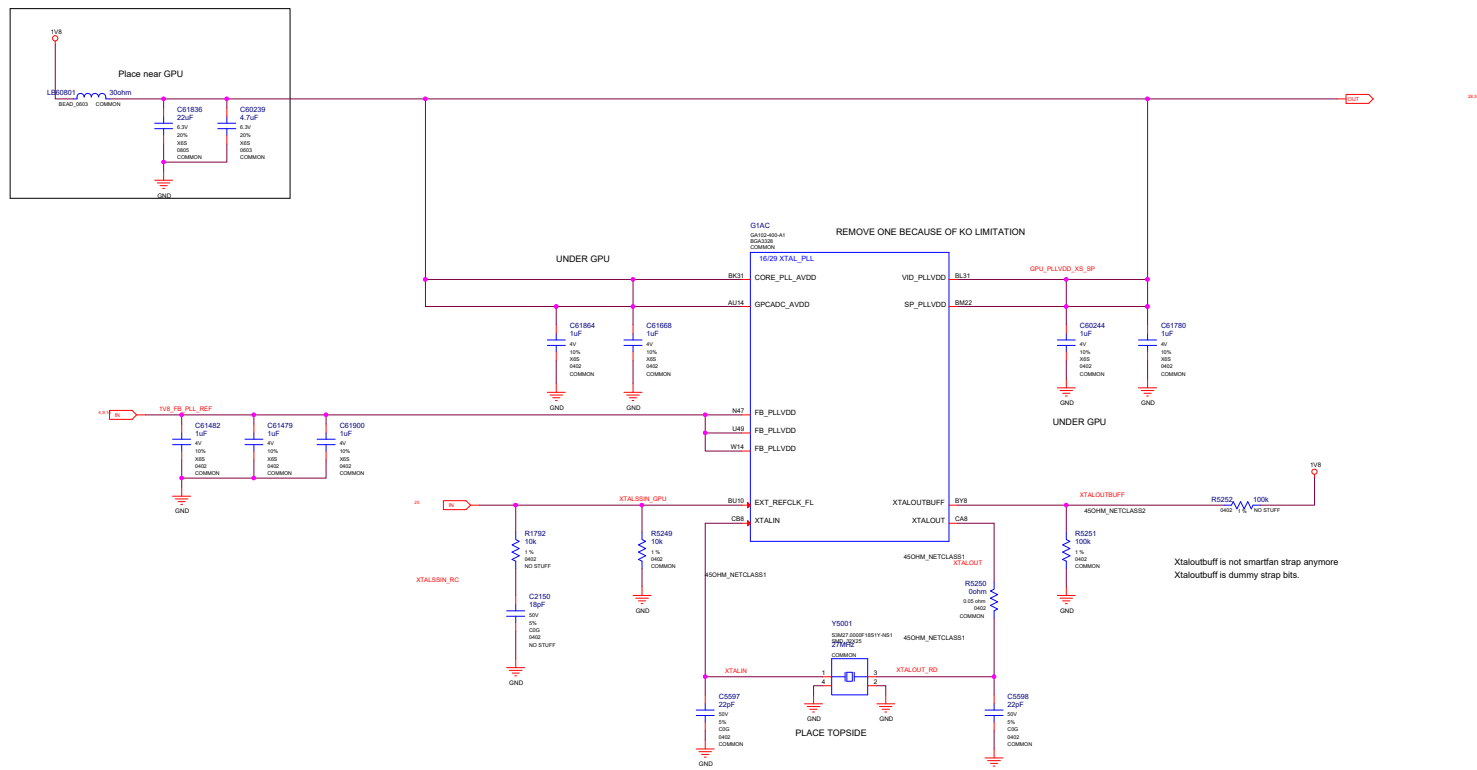 1V8
Place near GPU
LB60801 30ohm
BEAD_0603 COMMON
C61836
22uF
6.3V
20%
X6S
0805
COMMON
C60239
4.7uF
6.3V
20%
X6S
0603
COMMON
GND
OUT
G1AC
GA102-400-A1
BGA3328
COMMON
REMOVE ONE BECAUSE OF KO LIMITATION
UNDER GPU
16/29 XTAL_PLL
BK31 CORE_PLL_AVDD
VID_PLLVDD BL31
GPU_PLLVDD_XS_SP
AU14 GPCADC_AVDD
SP_PLLVDD BM22
C61864
1uF
4V
10%
X6S
0402
COMMON
GND
C61668
1uF
4V
10%
X6S
0402
COMMON
GND
C60244
1uF
4V
10%
X6S
0402
COMMON
GND
C61780
1uF
4V
10%
X6S
0402
COMMON
GND
UNDER GPU
IN
1V8_FB_PLL_REF
N47 FB_PLLVDD
U49 FB_PLLVDD
W14 FB_PLLVDD
C61482
1uF
4V
10%
X6S
0402
COMMON
C61479
1uF
4V
10%
X6S
0402
COMMON
C61900
1uF
4V
10%
X6S
0402
COMMON
GND
IN
XTALSSIN_GPU
BU10 EXT_REFCLK_FL
CB8 XTALIN
XTALOUTBUFF BY8
XTALOUT CA8
XTALOUTBUFF
45OHM_NETCLASS2
1V8
R5252 100k
0402 1 % NO STUFF
R1792
10k
1 %
0402
NO STUFF
R5249
10k
1 %
0402
COMMON
GND
XTALSSIN_RC
C2150
18pF
50V
5%
C0G
0402
NO STUFF
GND
R5251
100k
1 %
0402
COMMON
GND
Xtaloutbuff is not smartfan strap anymore
Xtaloutbuff is dummy strap bits.
45OHM_NETCLASS1
45OHM_NETCLASS1
XTALOUT
R5250
0ohm
0.05 ohm
0402
COMMON
45OHM_NETCLASS1
Y5001
S3M27.0000F16S1Y-NS1
SMD_32X25
27MHz
COMMON
XTALIN
1
4
3
2
XTALOUT_RD
GND
GND
C5597
22pF
50V
5%
C0G
0402
COMMON
GND
PLACE TOPSIDE
C5598
22pF
50V
5%
C0G
0402
COMMON